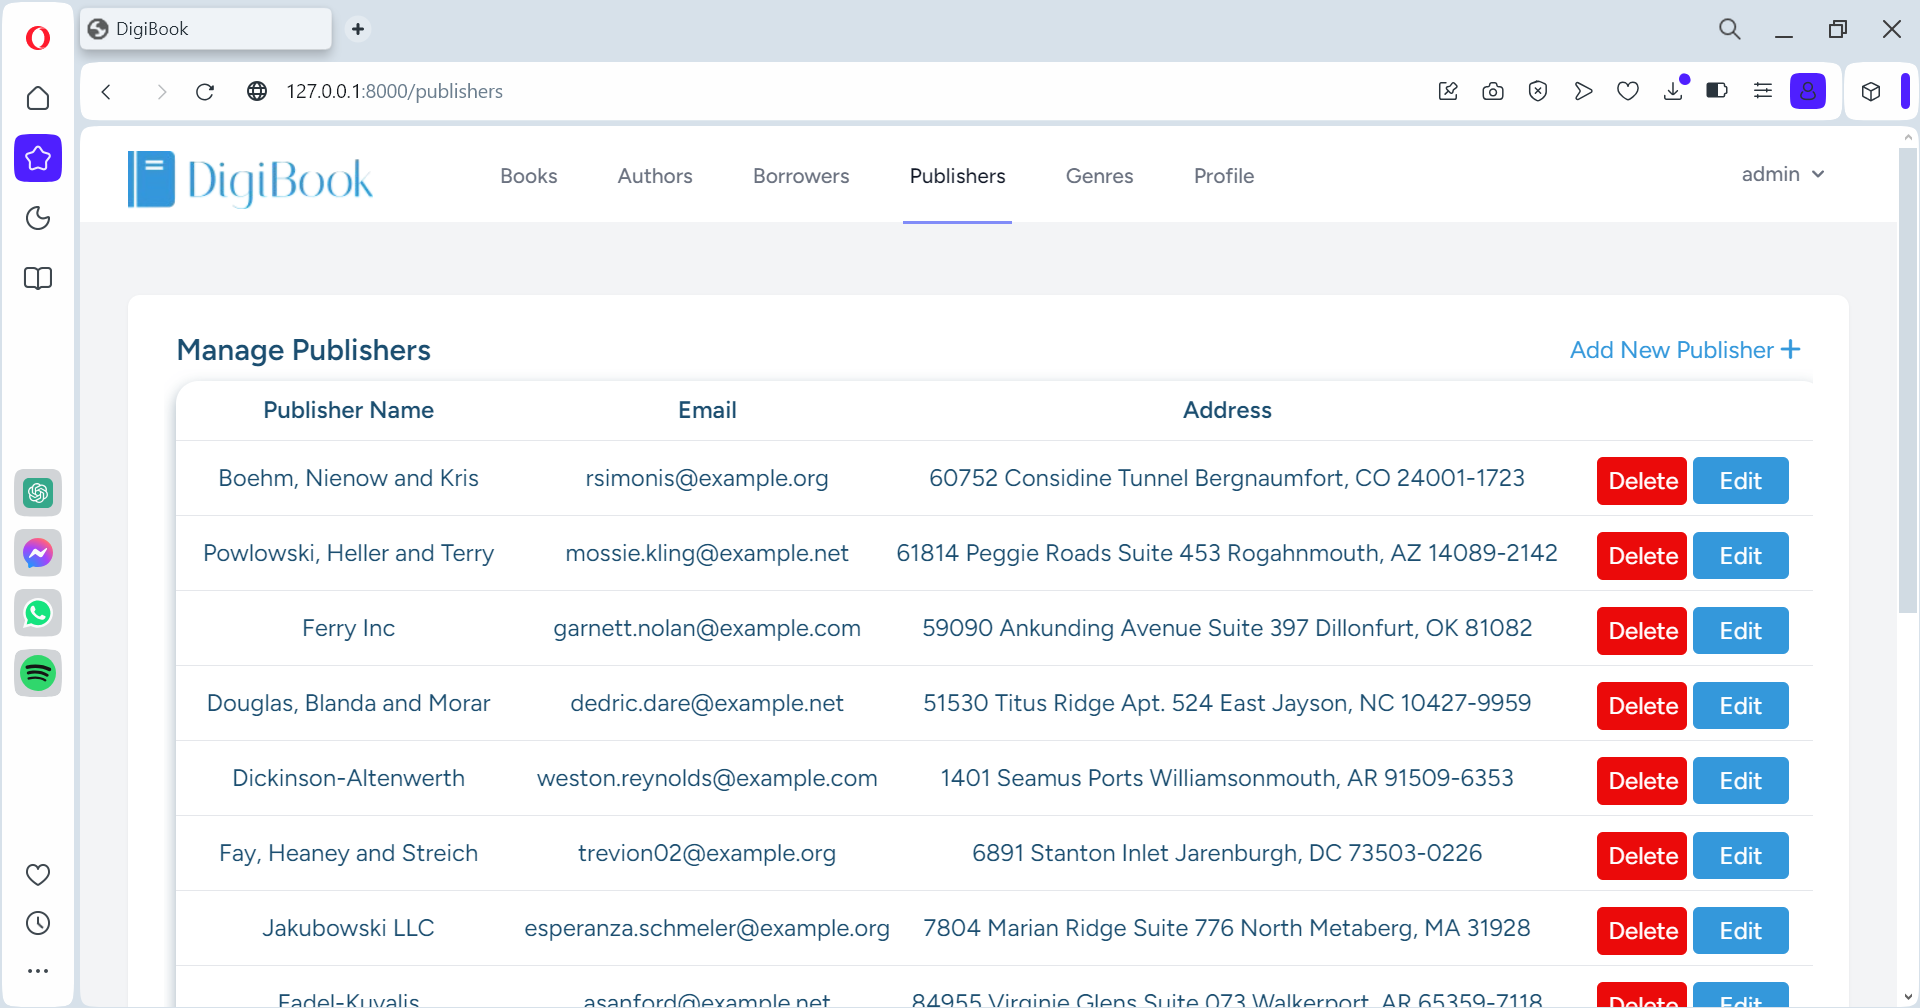 DigiBook
127.0.0.1:8000/publishers
DigiBook Books Authors Borrowers Publishers Genres Profile admin
Manage Publishers Add New Publisher +
Publisher Name Email Address
Boehm, Nienow and Kris rsimonis@example.org 60752 Considine Tunnel Bergnaumfort, CO 24001-1723 Delete Edit
Powlowski, Heller and Terry mossie.kling@example.net 61814 Peggie Roads Suite 453 Rogahnmouth, AZ 14089-2142 Delete Edit
Ferry Inc garnett.nolan@example.com 59090 Ankunding Avenue Suite 397 Dillonfurt, OK 81082 Delete Edit
Douglas, Blanda and Morar dedric.dare@example.net 51530 Titus Ridge Apt. 524 East Jayson, NC 10427-9959 Delete Edit
Dickinson-Altenwerth weston.reynolds@example.com 1401 Seamus Ports Williamsonmouth, AR 91509-6353 Delete Edit
Fay, Heaney and Streich trevion02@example.org 6891 Stanton Inlet Jarenburgh, DC 73503-0226 Delete Edit
Jakubowski LLC esperanza.schmeler@example.org 7804 Marian Ridge Suite 776 North Metaberg, MA 31928 Delete Edit
Fadel-Kuvalis asanford@example.net 84955 Virginie Glens Suite 073 Walkerport, AR 65359-7118 Delete Edit